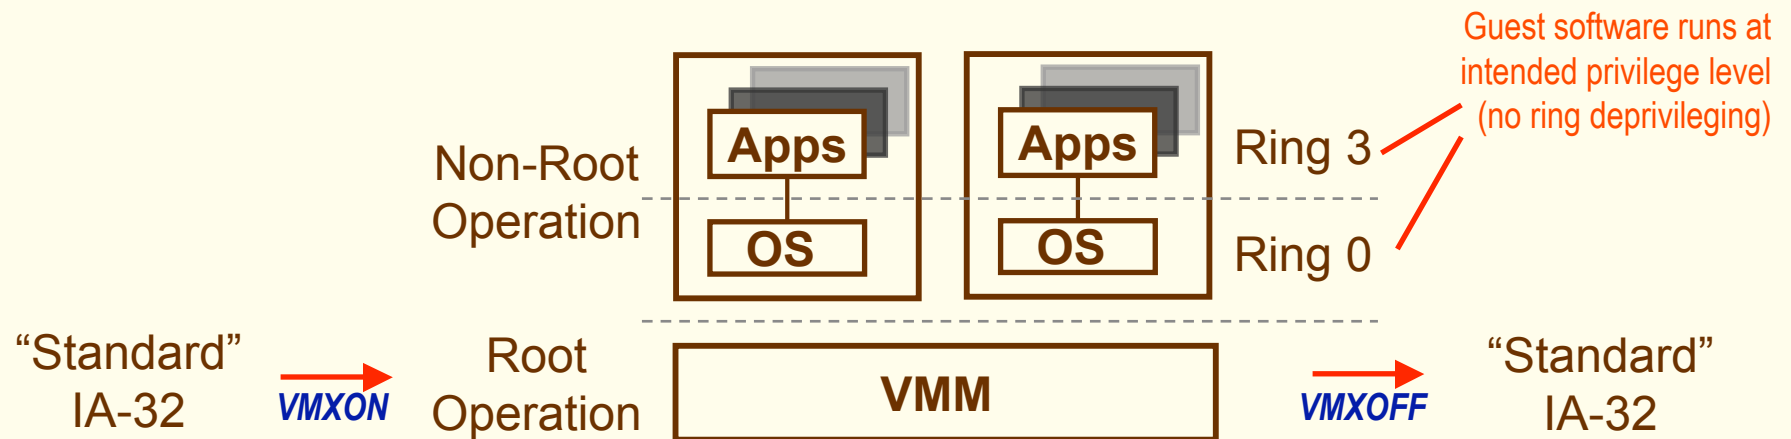 Guest software runs at
intended privilege level
(no ring deprivileging)
Non-Root
Operation
Apps
OS
Apps
OS
Ring 3
Ring 0
“Standard”
IA-32
VMXON
Root
Operation
VMM
VMXOFF
“Standard”
IA-32